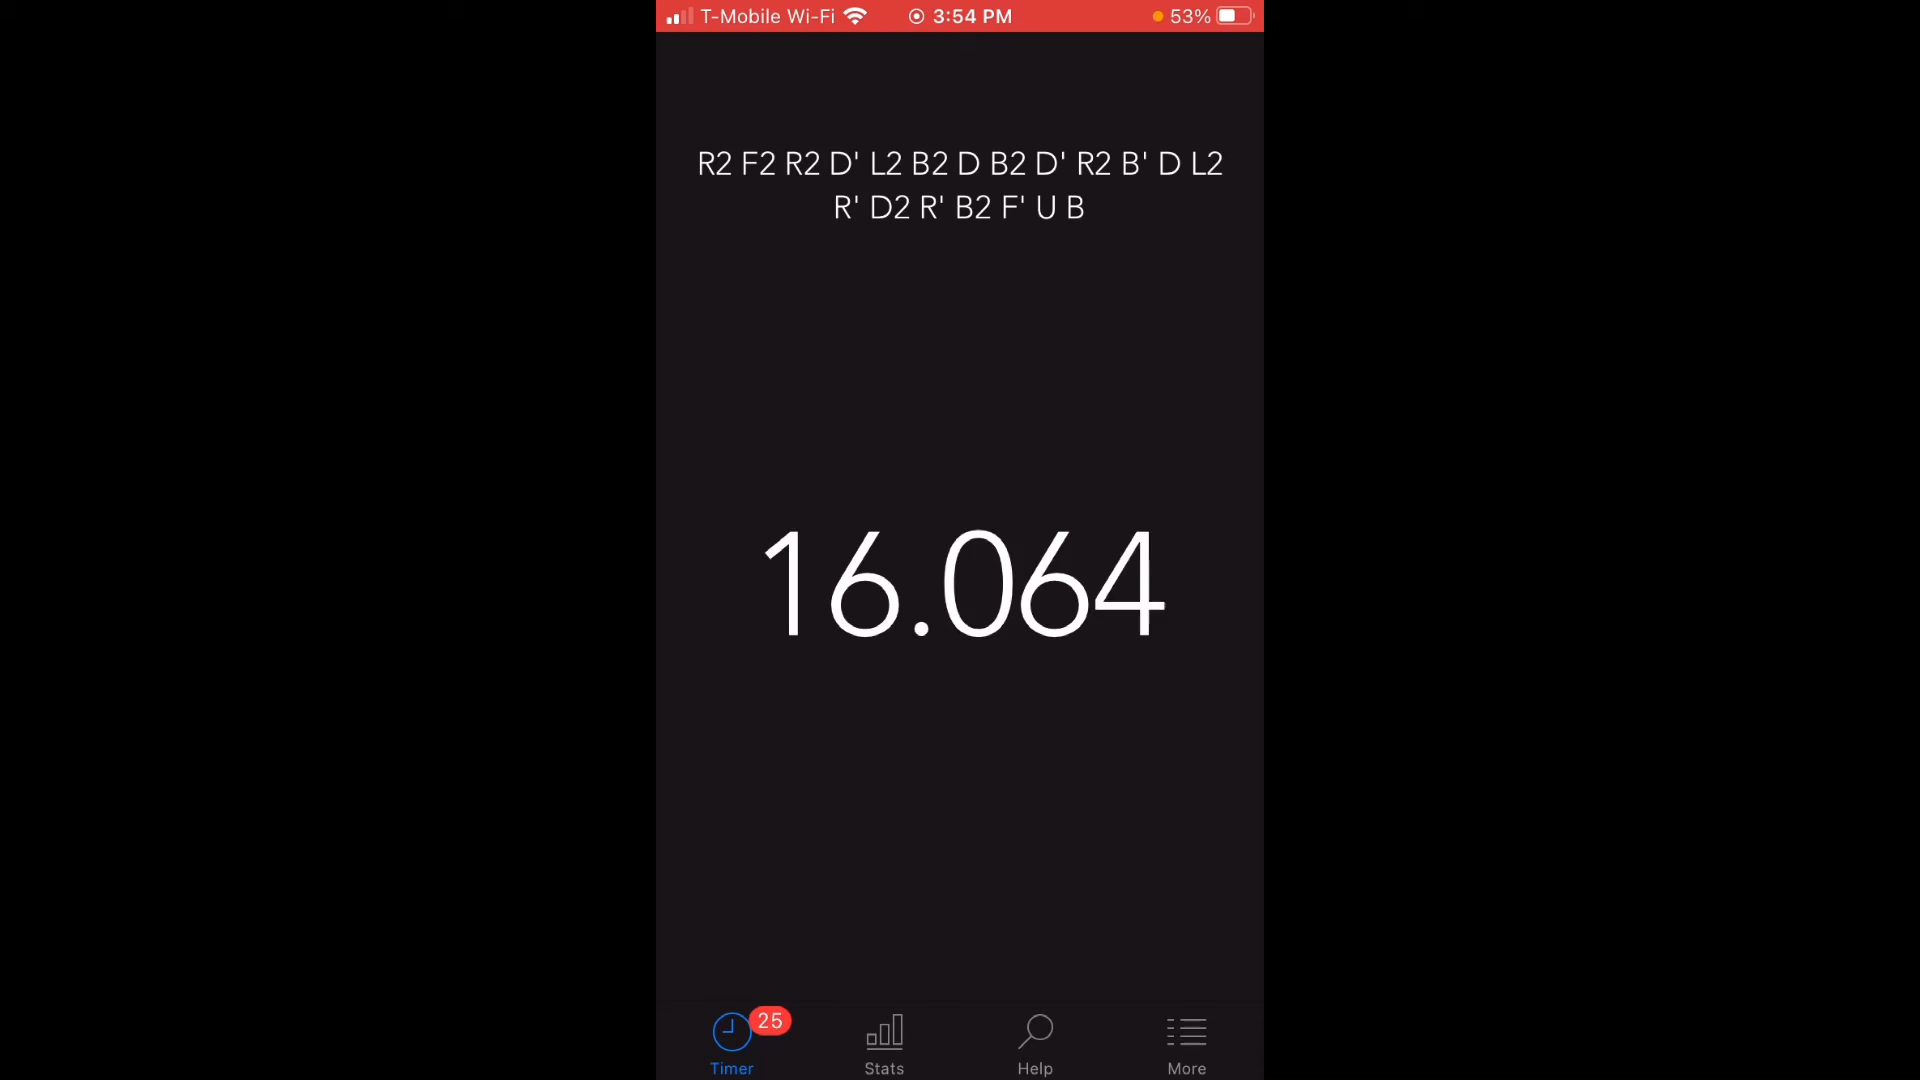 T-Mobile Wi-Fi 3:54 PM 53%
R2 F2 R2 D' L2 B2 D B2 D' R2 B' D L2
R' D2 R' B2 F' U B
16.064
25
Timer Stats Help More